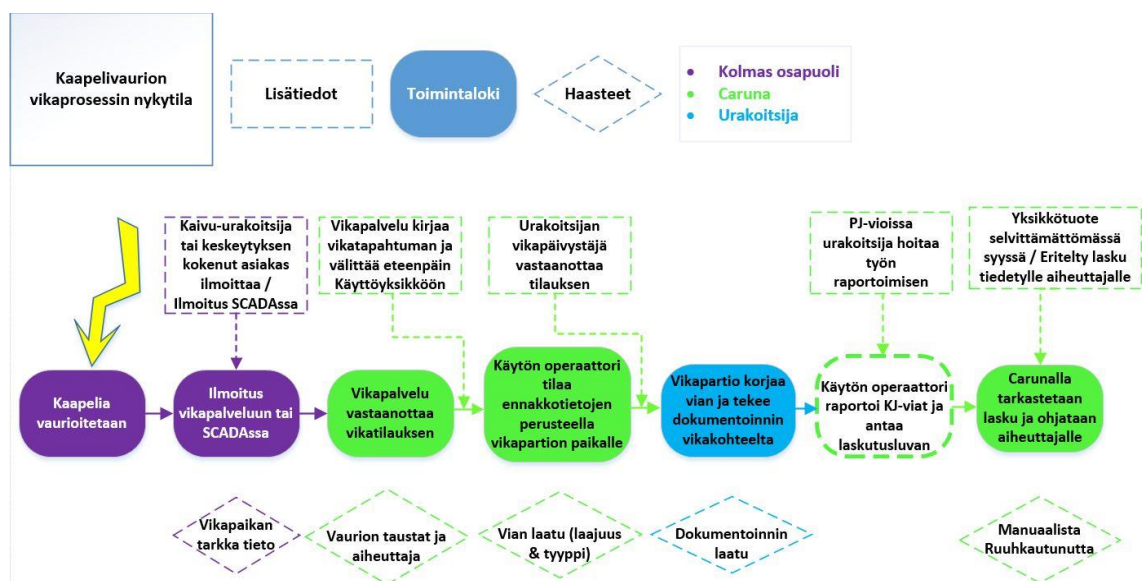 Kaapelivaurion
vikaprosessin nykytila
Lisätiedot
Toimintaloki
Haasteet
• Kolmas osapuoli
• Caruna
• Urakoitsija
Kaivu-urakoitsija
tai keskeytyksen
kokenut asiakas
ilmoittaa /
Ilmoitus SCADAssa
Vikapalvelu kirjaa
vikatapahtuman ja
välittää eteenpäin
Käyttöyksikköön
Urakoitsijan
vikapäivystäjä
vastaanottaa
tilauksen
PJ-vioissa
urakoitsija hoitaa
työn
raportoimisen
Yksikkötuote
selvittämättömässä
syyssä / Eritelty lasku
tiedetylle aiheuttajalle
Kaapelia
vaurioitetaan
Ilmoitus
vikapalveluun tai
SCADAssa
Vikapalvelu
vastaanottaa
vikatilauksen
Käytön operaattori
tilaa
ennakkotietojen
perusteella
vikapartion paikalle
Vikapartio korjaa
vian ja tekee
dokumentoinnin
vikakohteelta
Käytön operaattori
raportoi KJ-viat ja
antaa
laskutusluvan
Carunalla
tarkastetaan
lasku ja ohjataan
aiheuttajalle
Vikapaikan
tarkka tieto
Vaurion taustat ja
aiheuttaja
Vian laatu (laajuus
& tyyppi)
Dokumentoinnin
laatu
Manuaalista
Ruuhkautunutta